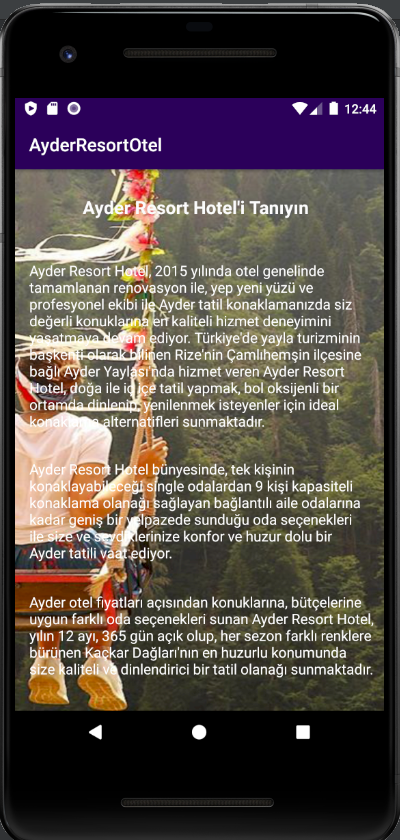 12:44
AyderResortOtel
Ayder Resort Hotel'i Tanıyın
Ayder Resort Hotel, 2015 yılında otel genelinde
tamamlanan renovasyon ile, yep yeni yüzü ve
profesyonel ekibi ile Ayder tatil konaklamanızda siz
değerli konuklarına en kaliteli hizmet deneyimini
yaşatmaya devam ediyor. Türkiye'de yayla turizminin
başkenti olarak bilinen Rize'nin Çamlıhemşin ilçesine
bağlı Ayder Yaylası'nda hizmet veren Ayder Resort
Hotel, doğa ile iç içe tatil yapmak, bol oksijenli bir
ortamda dinlenip, yenilenmek isteyenler için ideal
konaklama alternatifleri sunmaktadır.
Ayder Resort Hotel bünyesinde, tek kişinin
konaklayabileceği single odalardan 9 kişi kapasiteli
konaklama olanağı sağlayan bağlantılı aile odalarına
kadar geniş bir yelpazede sunduğu oda seçenekleri
ile size ve sevdiklerinize konfor ve huzur dolu bir
Ayder tatili vaat ediyor.
Ayder otel fiyatları açısından konuklarına, bütçelerine
uygun farklı oda seçenekleri sunan Ayder Resort Hotel,
yılın 12 ayı, 365 gün açık olup, her sezon farklı renklere
bürünen Kaçkar Dağları'nın en huzurlu konumunda
size kaliteli ve dinlendirici bir tatil olanağı sunmaktadır.